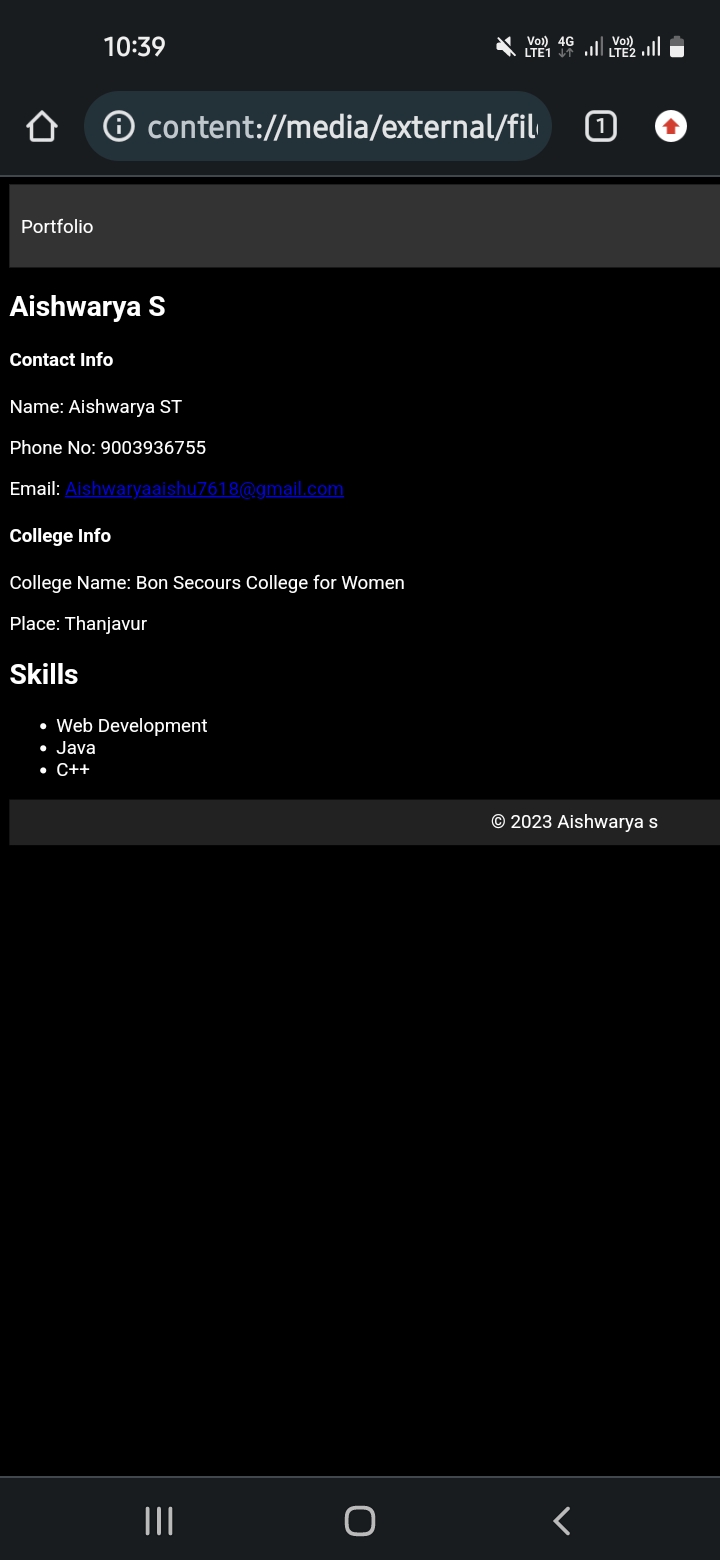 10:39
Vo)) LTE1 4G Vo)) LTE2
content://media/external/fil
1
Portfolio
Aishwarya S
Contact Info
Name: Aishwarya ST
Phone No: 9003936755
Email: Aishwaryaaishu7618@gmail.com
College Info
College Name: Bon Secours College for Women
Place: Thanjavur
Skills
• Web Development
• Java
• C++
© 2023 Aishwarya s